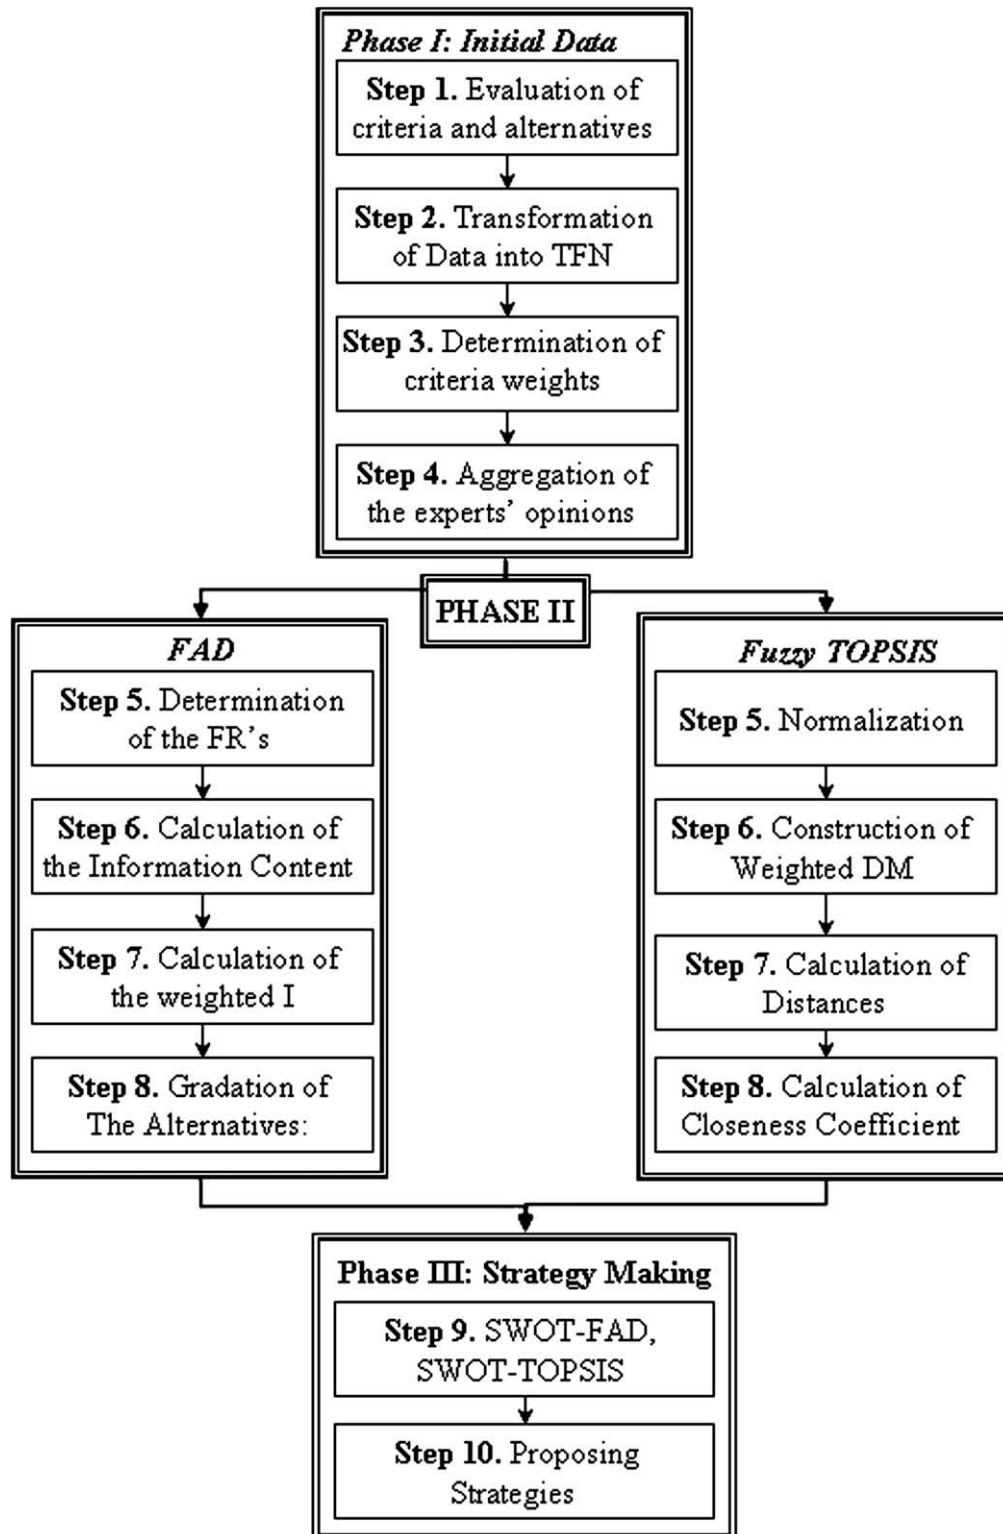 Phase I: Initial Data
Step 1. Evaluation of
criteria and alternatives
Step 2. Transformation
of Data into TFN
Step 3. Determination of
criteria weights
Step 4. Aggregation of
the experts’ opinions
PHASE II
FAD
Step 5. Determination
of the FR’s
Step 6. Calculation of
the Information Content
Step 7. Calculation of
the weighted I
Step 8. Gradation of
The Alternatives:
Fuzzy TOPSIS
Step 5. Normalization
Step 6. Construction of
Weighted DM
Step 7. Calculation of
Distances
Step 8. Calculation of
Closeness Coefficient
Phase III: Strategy Making
Step 9. SWOT-FAD,
SWOT-TOPSIS
Step 10. Proposing
Strategies